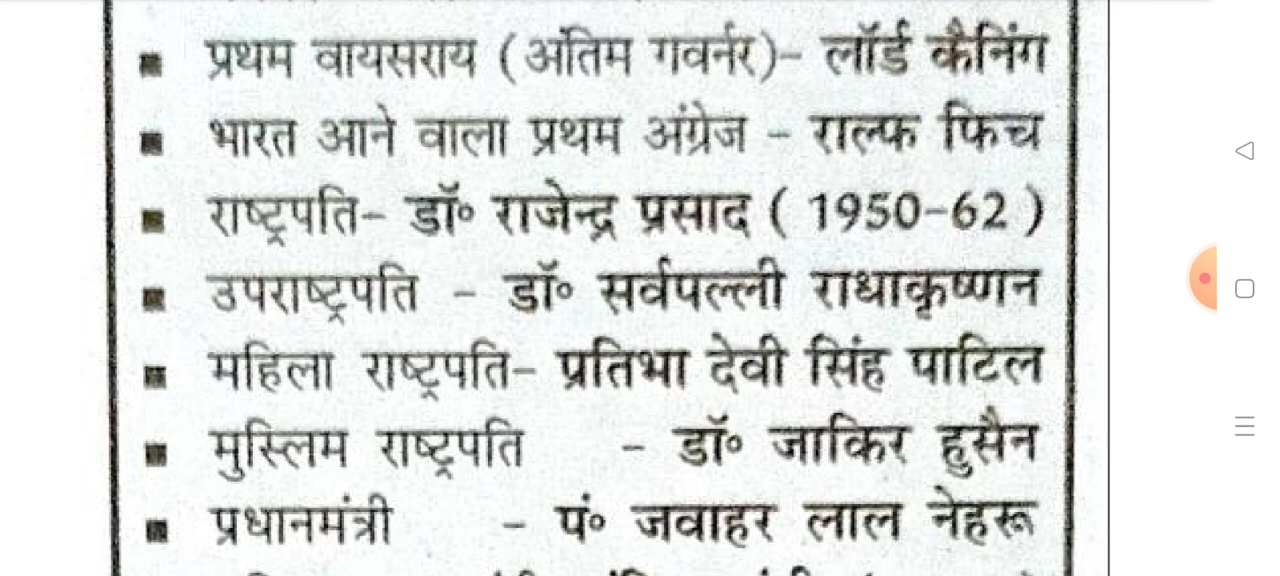 ▪ प्रथम वायसराय (अंतिम गवर्नर)- लॉर्ड कैनिंग
▪ भारत आने वाला प्रथम अंग्रेज - राल्फ फिच
▪ राष्ट्रपति- डॉ॰ राजेन्द्र प्रसाद ( 1950-62 )
▪ उपराष्ट्रपति - डॉ॰ सर्वपल्ली राधाकृष्णन
▪ महिला राष्ट्रपति- प्रतिभा देवी सिंह पाटिल
▪ मुस्लिम राष्ट्रपति - डॉ॰ जाकिर हुसैन
▪ प्रधानमंत्री - पं॰ जवाहर लाल नेहरू